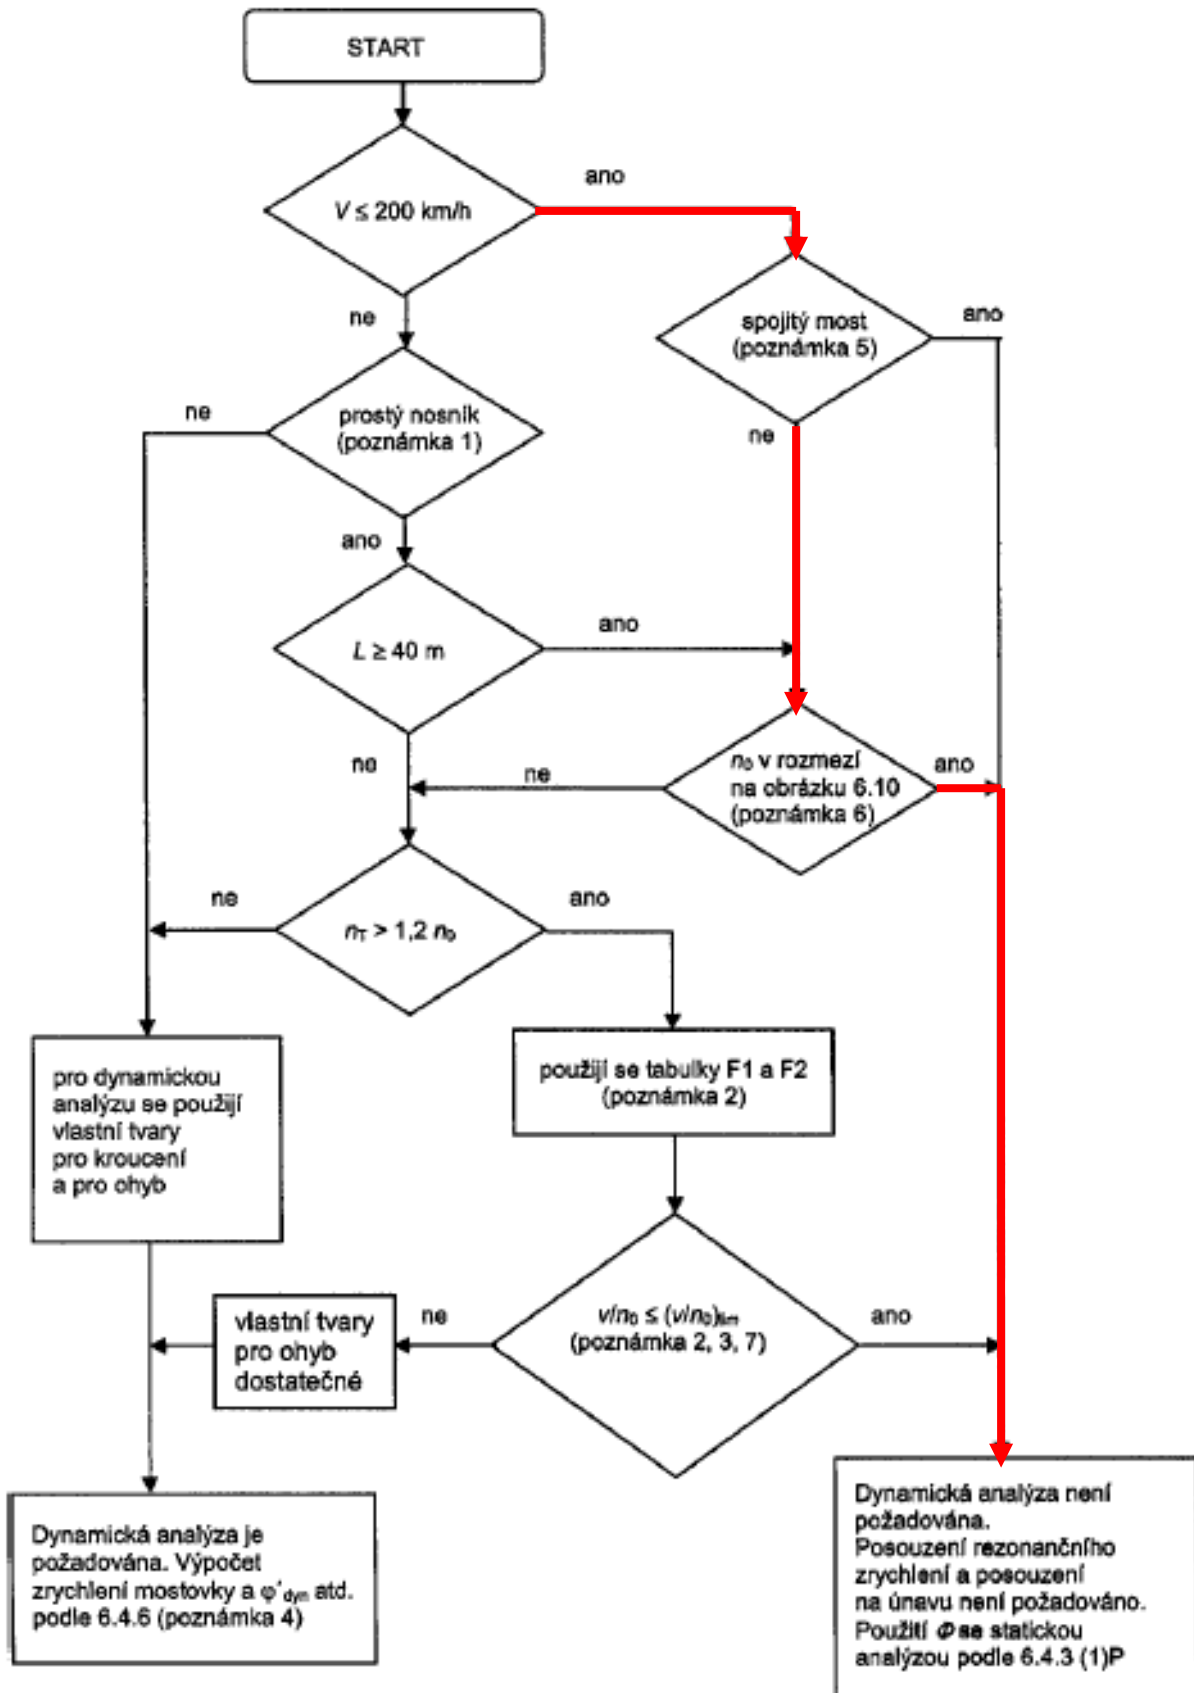 START
ano
V ≤ 200 km/h
ne
spojitý most
(poznámka 5)
ano
ne
prostý nosník
(poznámka 1)
ne
ano
L ≥ 40 m
ano
ne
ne
n₀ v rozmezí
na obrázku 6.10
(poznámka 6)
ano
ne
n_T > 1,2 n₀
ano
pro dynamickou
analýzu se použijí
vlastní tvary
pro kroucení
a pro ohyb
použijí se tabulky F1 a F2
(poznámka 2)
vlastní tvary
pro ohyb
dostatečné
ne
v/n₀ ≤ (v/n₀)lim
(poznámka 2, 3, 7)
ano
Dynamická analýza je
požadována. Výpočet
zrychlení mostovky a φ'dyn atd.
podle 6.4.6 (poznámka 4)
Dynamická analýza není
požadována.
Posouzení rezonančního
zrychlení a posouzení
na únavu není požadováno.
Použití Φ se statickou
analýzou podle 6.4.3 (1)P